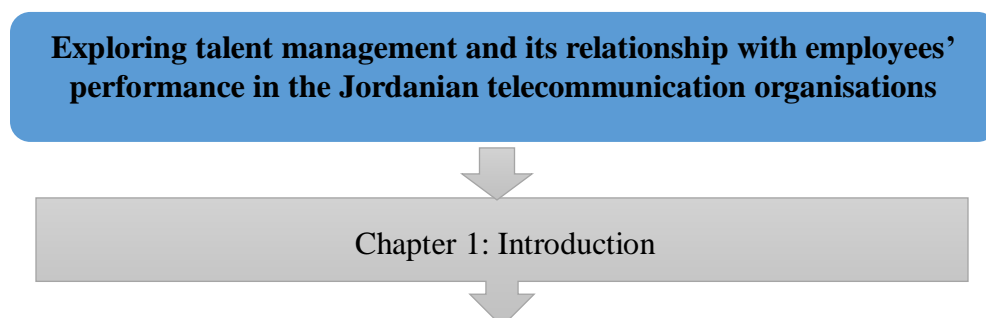 Exploring talent management and its relationship with employees’
performance in the Jordanian telecommunication organisations
Chapter 1: Introduction